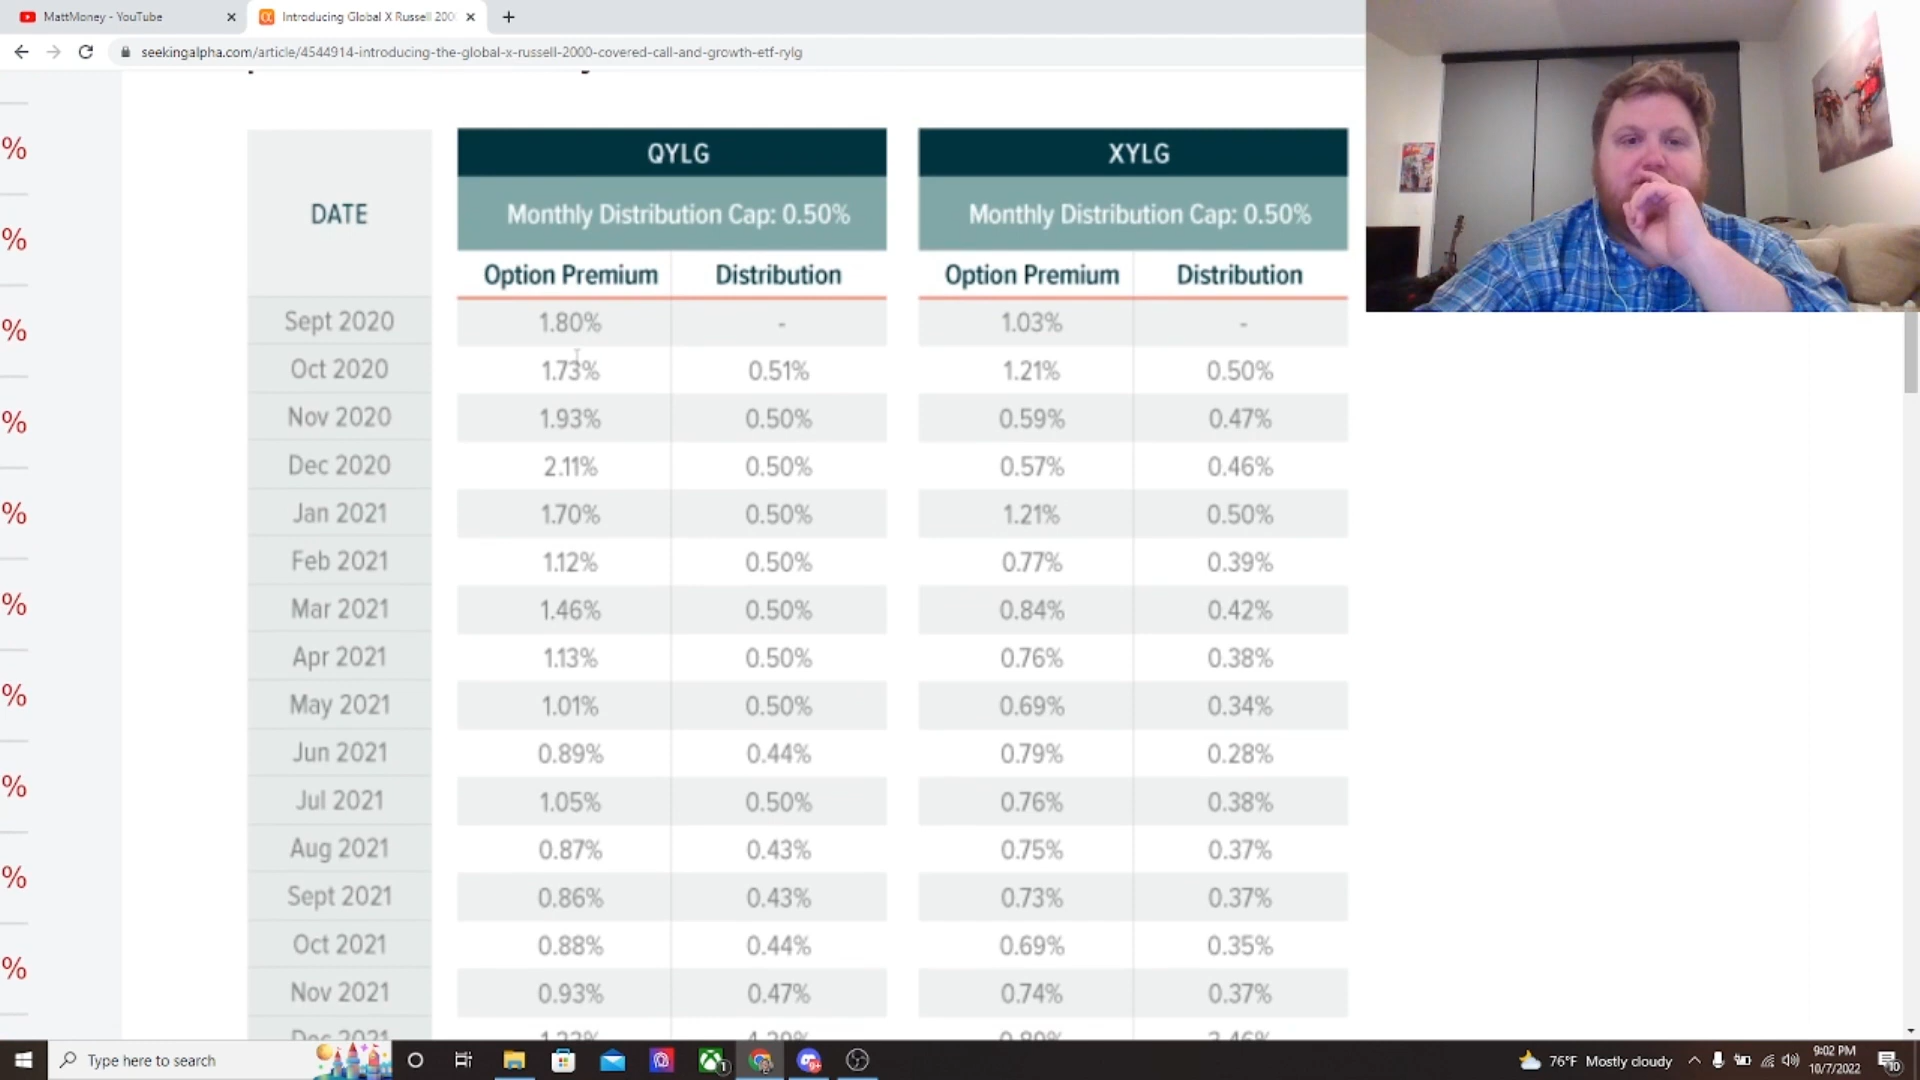 MattMoney - YouTube
Introducing Global X Russell 200
seekingalpha.com/article/4544914-introducing-the-global-x-russell-2000-covered-call-and-growth-etf-rylg
%
%
%
%
%
%
%
%
%
%
DATE QYLG XYLG
Monthly Distribution Cap: 0.50% Monthly Distribution Cap: 0.50%
Option Premium Distribution Option Premium Distribution
Sept 2020 1.80% - 1.03% -
Oct 2020 1.73% 0.51% 1.21% 0.50%
Nov 2020 1.93% 0.50% 0.59% 0.47%
Dec 2020 2.11% 0.50% 0.57% 0.46%
Jan 2021 1.70% 0.50% 1.21% 0.50%
Feb 2021 1.12% 0.50% 0.77% 0.39%
Mar 2021 1.46% 0.50% 0.84% 0.42%
Apr 2021 1.13% 0.50% 0.76% 0.38%
May 2021 1.01% 0.50% 0.69% 0.34%
Jun 2021 0.89% 0.44% 0.79% 0.28%
Jul 2021 1.05% 0.50% 0.76% 0.38%
Aug 2021 0.87% 0.43% 0.75% 0.37%
Sept 2021 0.86% 0.43% 0.73% 0.37%
Oct 2021 0.88% 0.44% 0.69% 0.35%
Nov 2021 0.93% 0.47% 0.74% 0.37%
Dec 2021
Type here to search
76°F Mostly cloudy
9:02 PM
10/7/2022